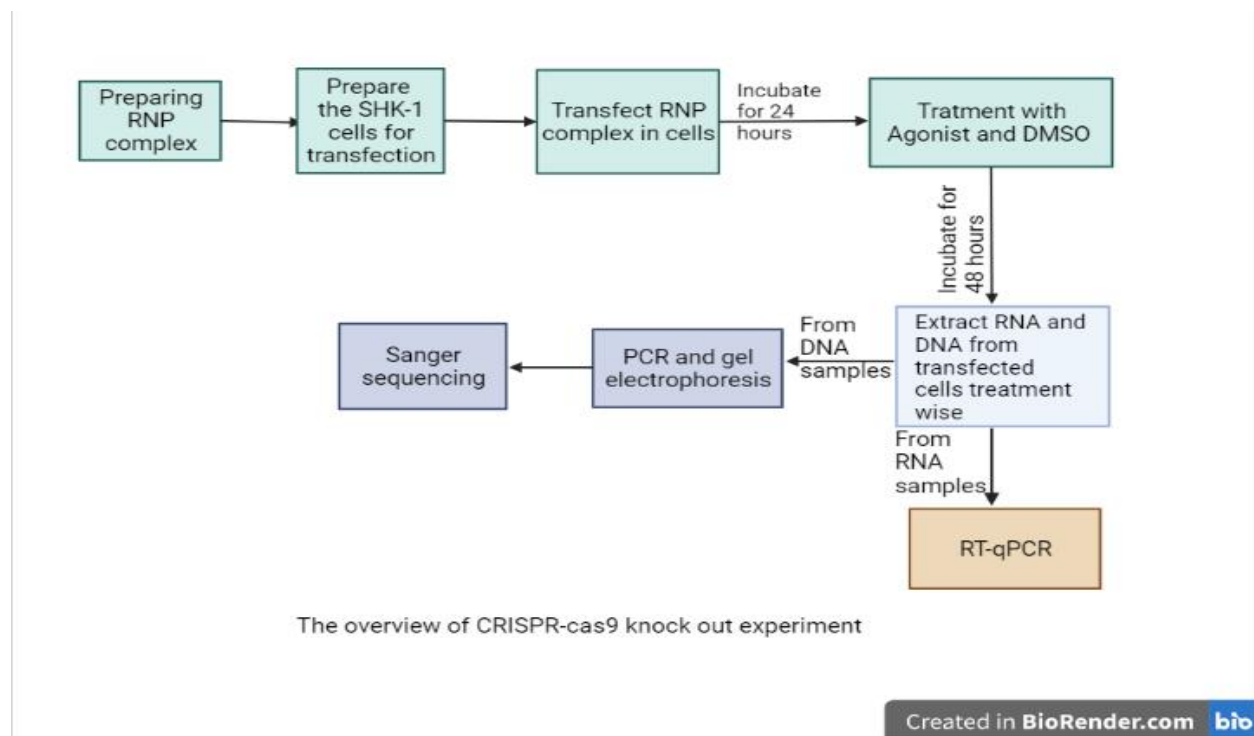 Preparing
RNP
complex
Prepare
the SHK-1
cells for
transfection
Transfect RNP
complex in cells
Incubate
for 24
hours
Tratment with
Agonist and DMSO
Incubate for
48 hours
Extract RNA and
DNA from
transfected
cells treatment
wise
From
DNA
samples
PCR and gel
electrophoresis
Sanger
sequencing
From
RNA
samples
RT-qPCR
The overview of CRISPR-cas9 knock out experiment
Created in BioRender.com bio